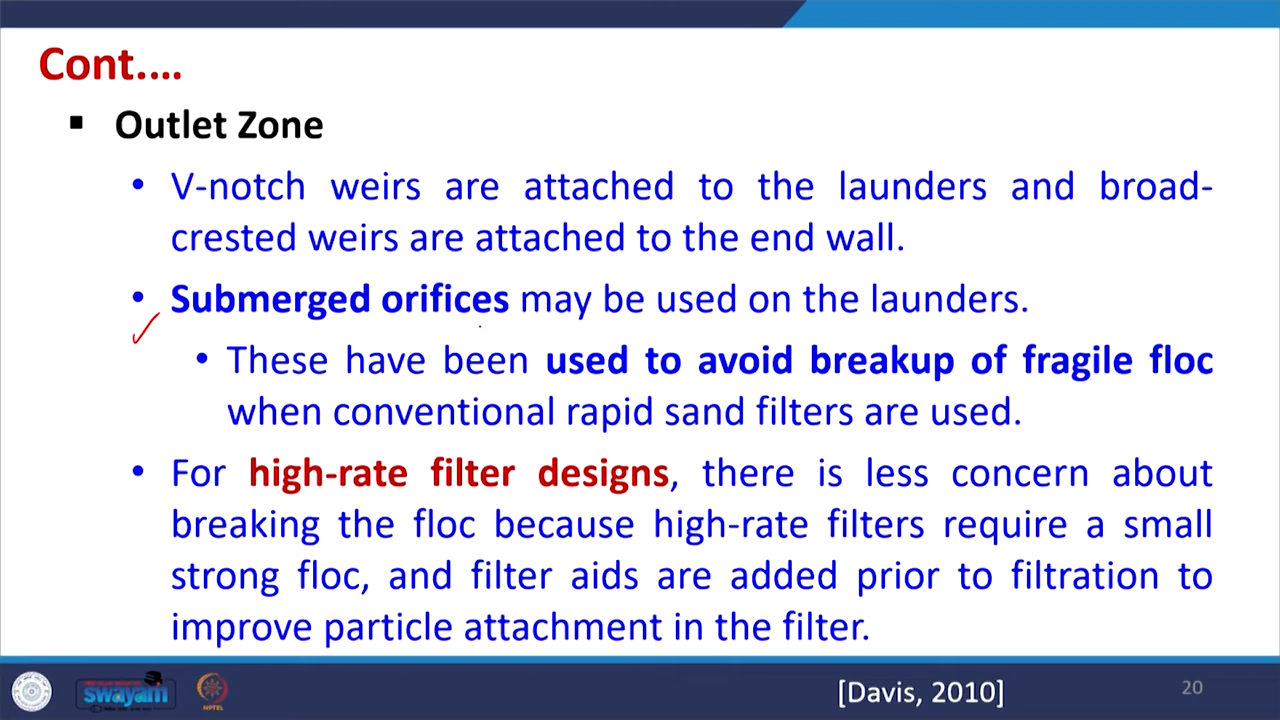 Cont....
▪ Outlet Zone
• V-notch weirs are attached to the launders and broad-
crested weirs are attached to the end wall.
• Submerged orifices may be used on the launders.
• These have been used to avoid breakup of fragile floc
when conventional rapid sand filters are used.
• For high-rate filter designs, there is less concern about
breaking the floc because high-rate filters require a small
strong floc, and filter aids are added prior to filtration to
improve particle attachment in the filter.
swayam
NPTEL
[Davis, 2010]
20